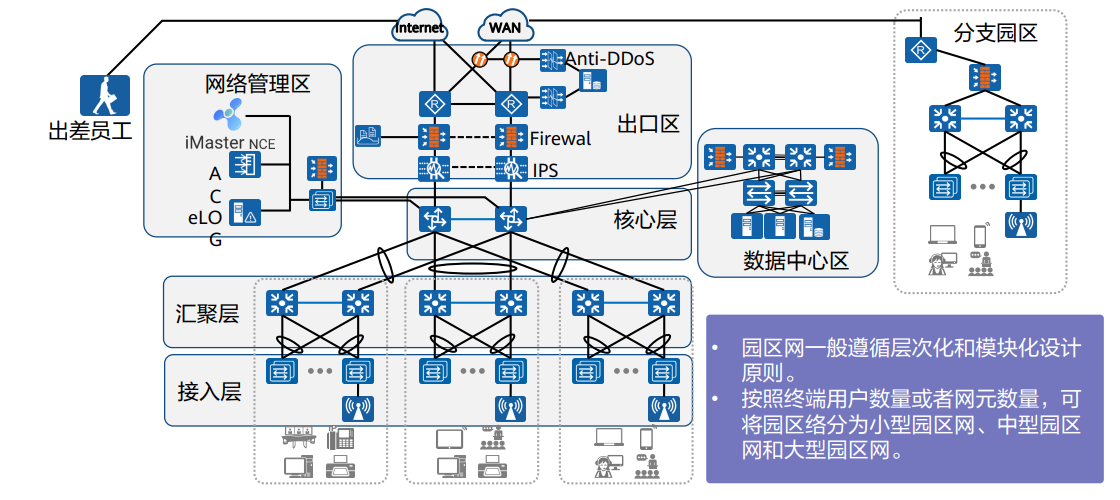 Internet
WAN
分支园区
Anti-DDoS
网络管理区
出差员工
iMaster NCE
出口区
Firewal
IPS
A
C
eLO
G
核心层
数据中心区
汇聚层
接入层
• 园区网一般遵循层次化和模块化设计
原则。
• 按照终端用户数量或者网元数量，可
将园区络分为小型园区网、中型园区
网和大型园区网。
R
R
R